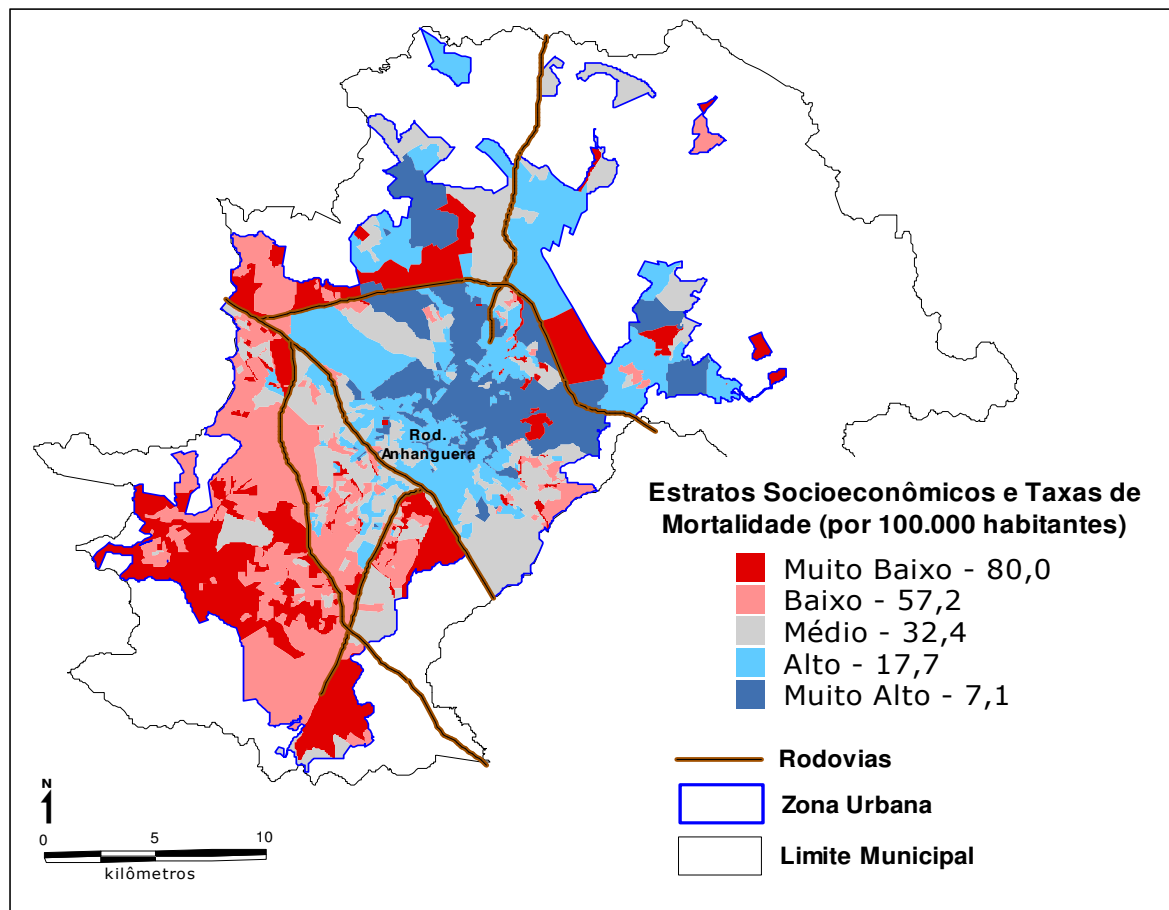 Rod.
Anhanguera
Estratos Socioeconômicos e Taxas de
Mortalidade (por 100.000 habitantes)
Muito Baixo - 80,0
Baixo - 57,2
Médio - 32,4
Alto - 17,7
Muito Alto - 7,1
Rodovias
Zona Urbana
Limite Municipal
N
0 5 10
kilômetros